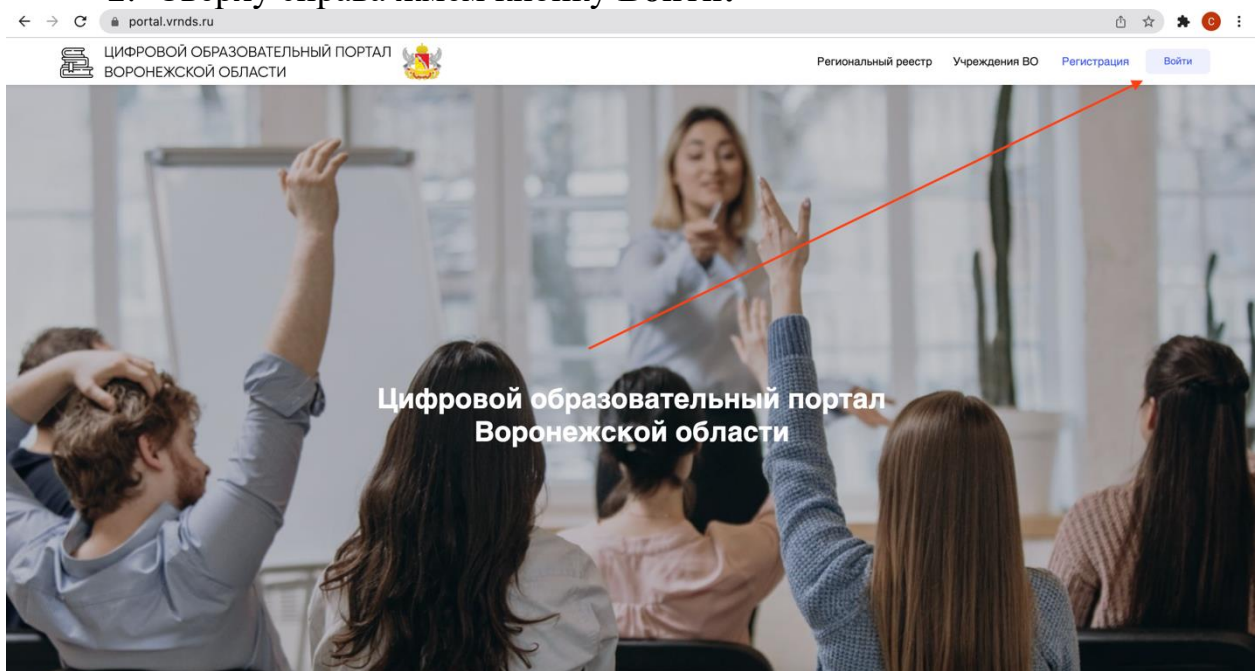 portal.vrnds.ru
ЦИФРОВОЙ ОБРАЗОВАТЕЛЬНЫЙ ПОРТАЛ
ВОРОНЕЖСКОЙ ОБЛАСТИ
Региональный реестр Учреждения ВО Регистрация Войти
C
Цифровой образовательный портал
Воронежской области